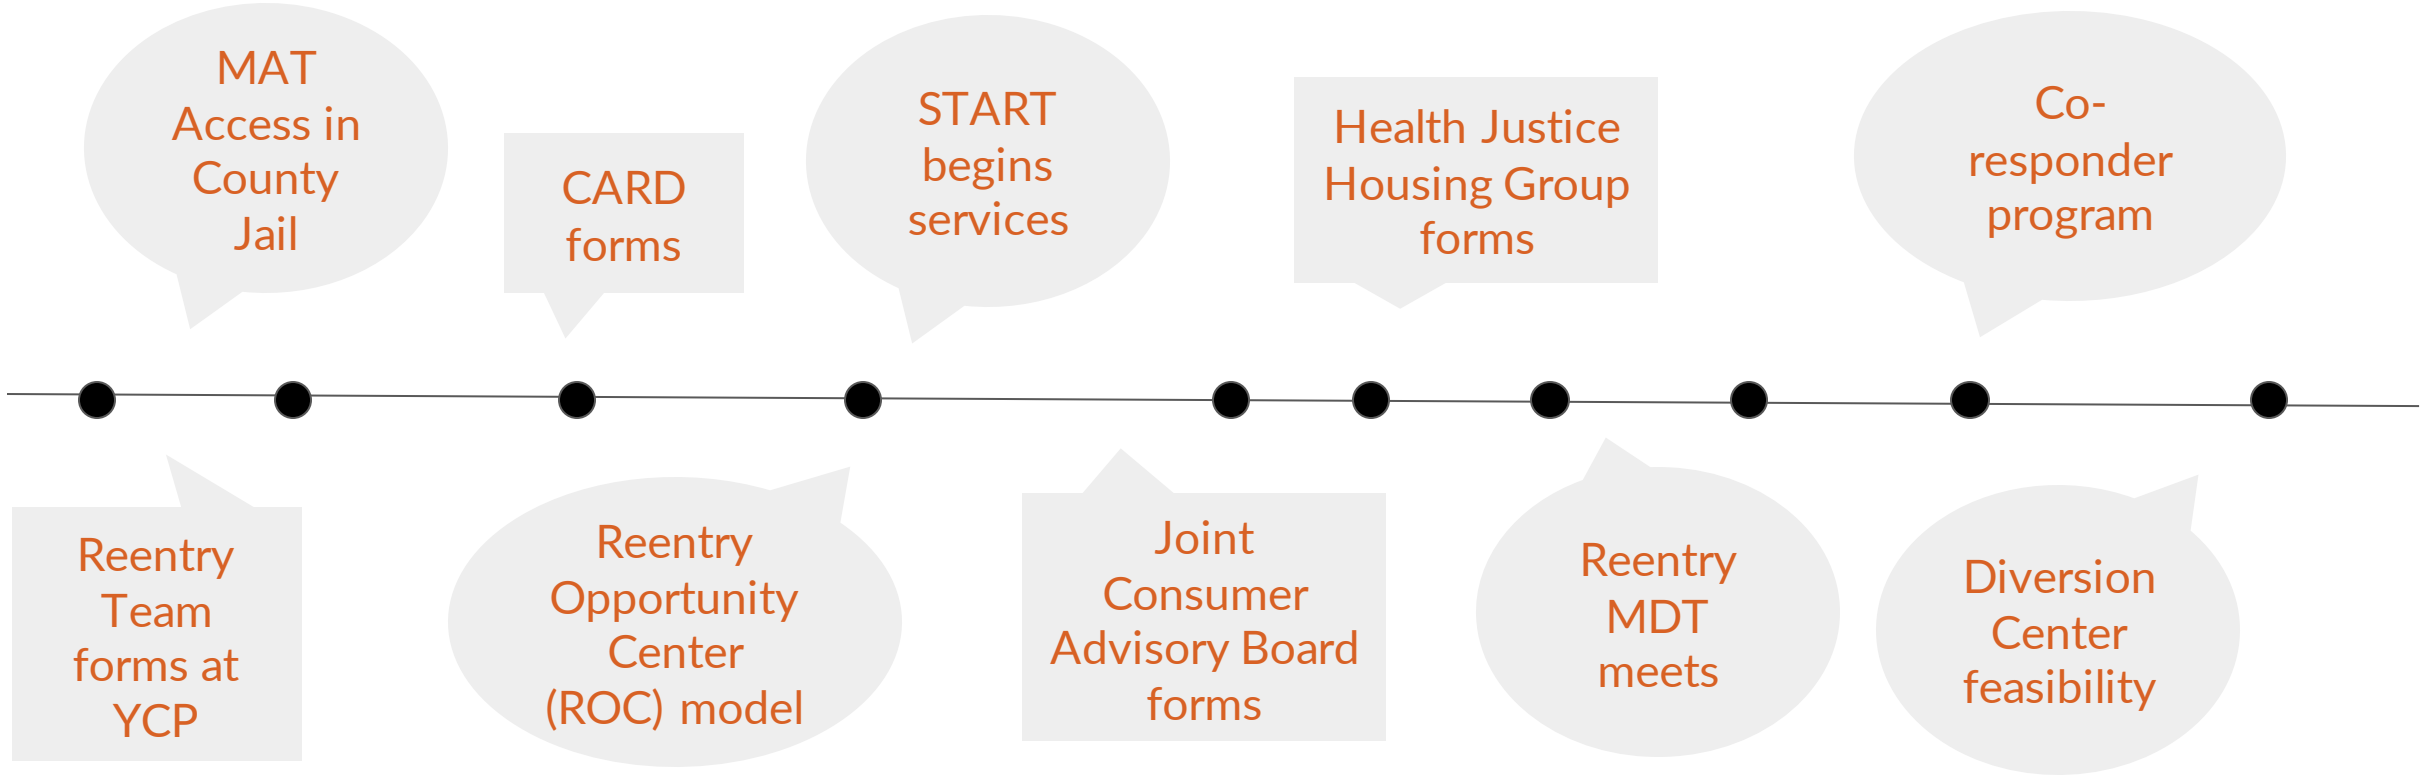 MAT
Access in
County
Jail
CARD
forms
START
begins
services
Health Justice
Housing Group
forms
Co-
responder
program
Reentry
Team
forms at
YCP
Reentry
Opportunity
Center
(ROC) model
Joint
Consumer
Advisory Board
forms
Reentry
MDT
meets
Diversion
Center
feasibility